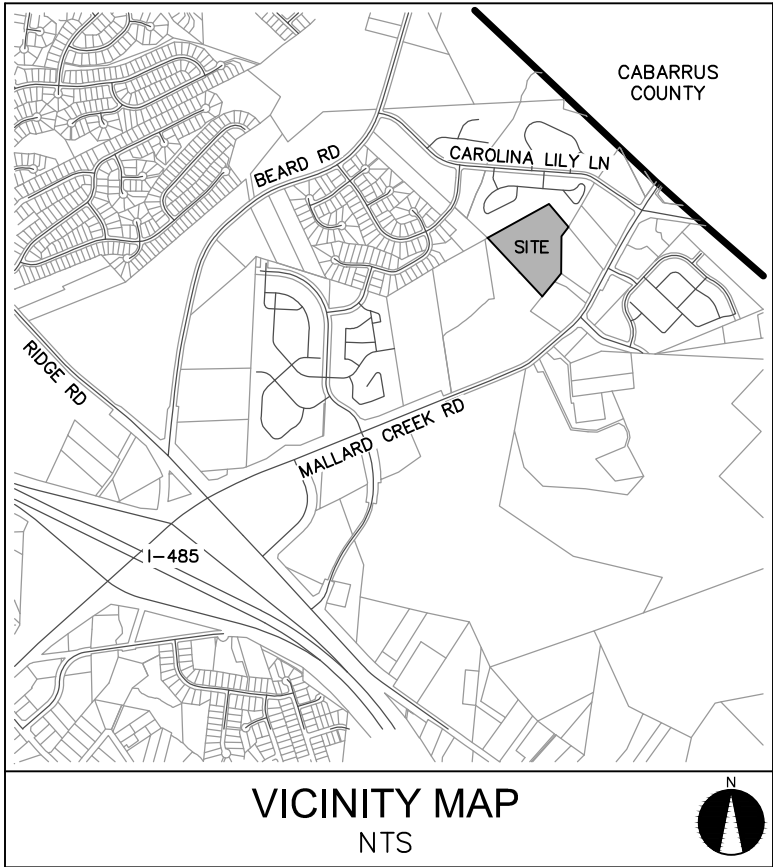 CABARRUS
COUNTY
CAROLINA LILY LN
BEARD RD
SITE
RIDGE RD
MALLARD CREEK RD
I-485
VICINITY MAP
NTS
N